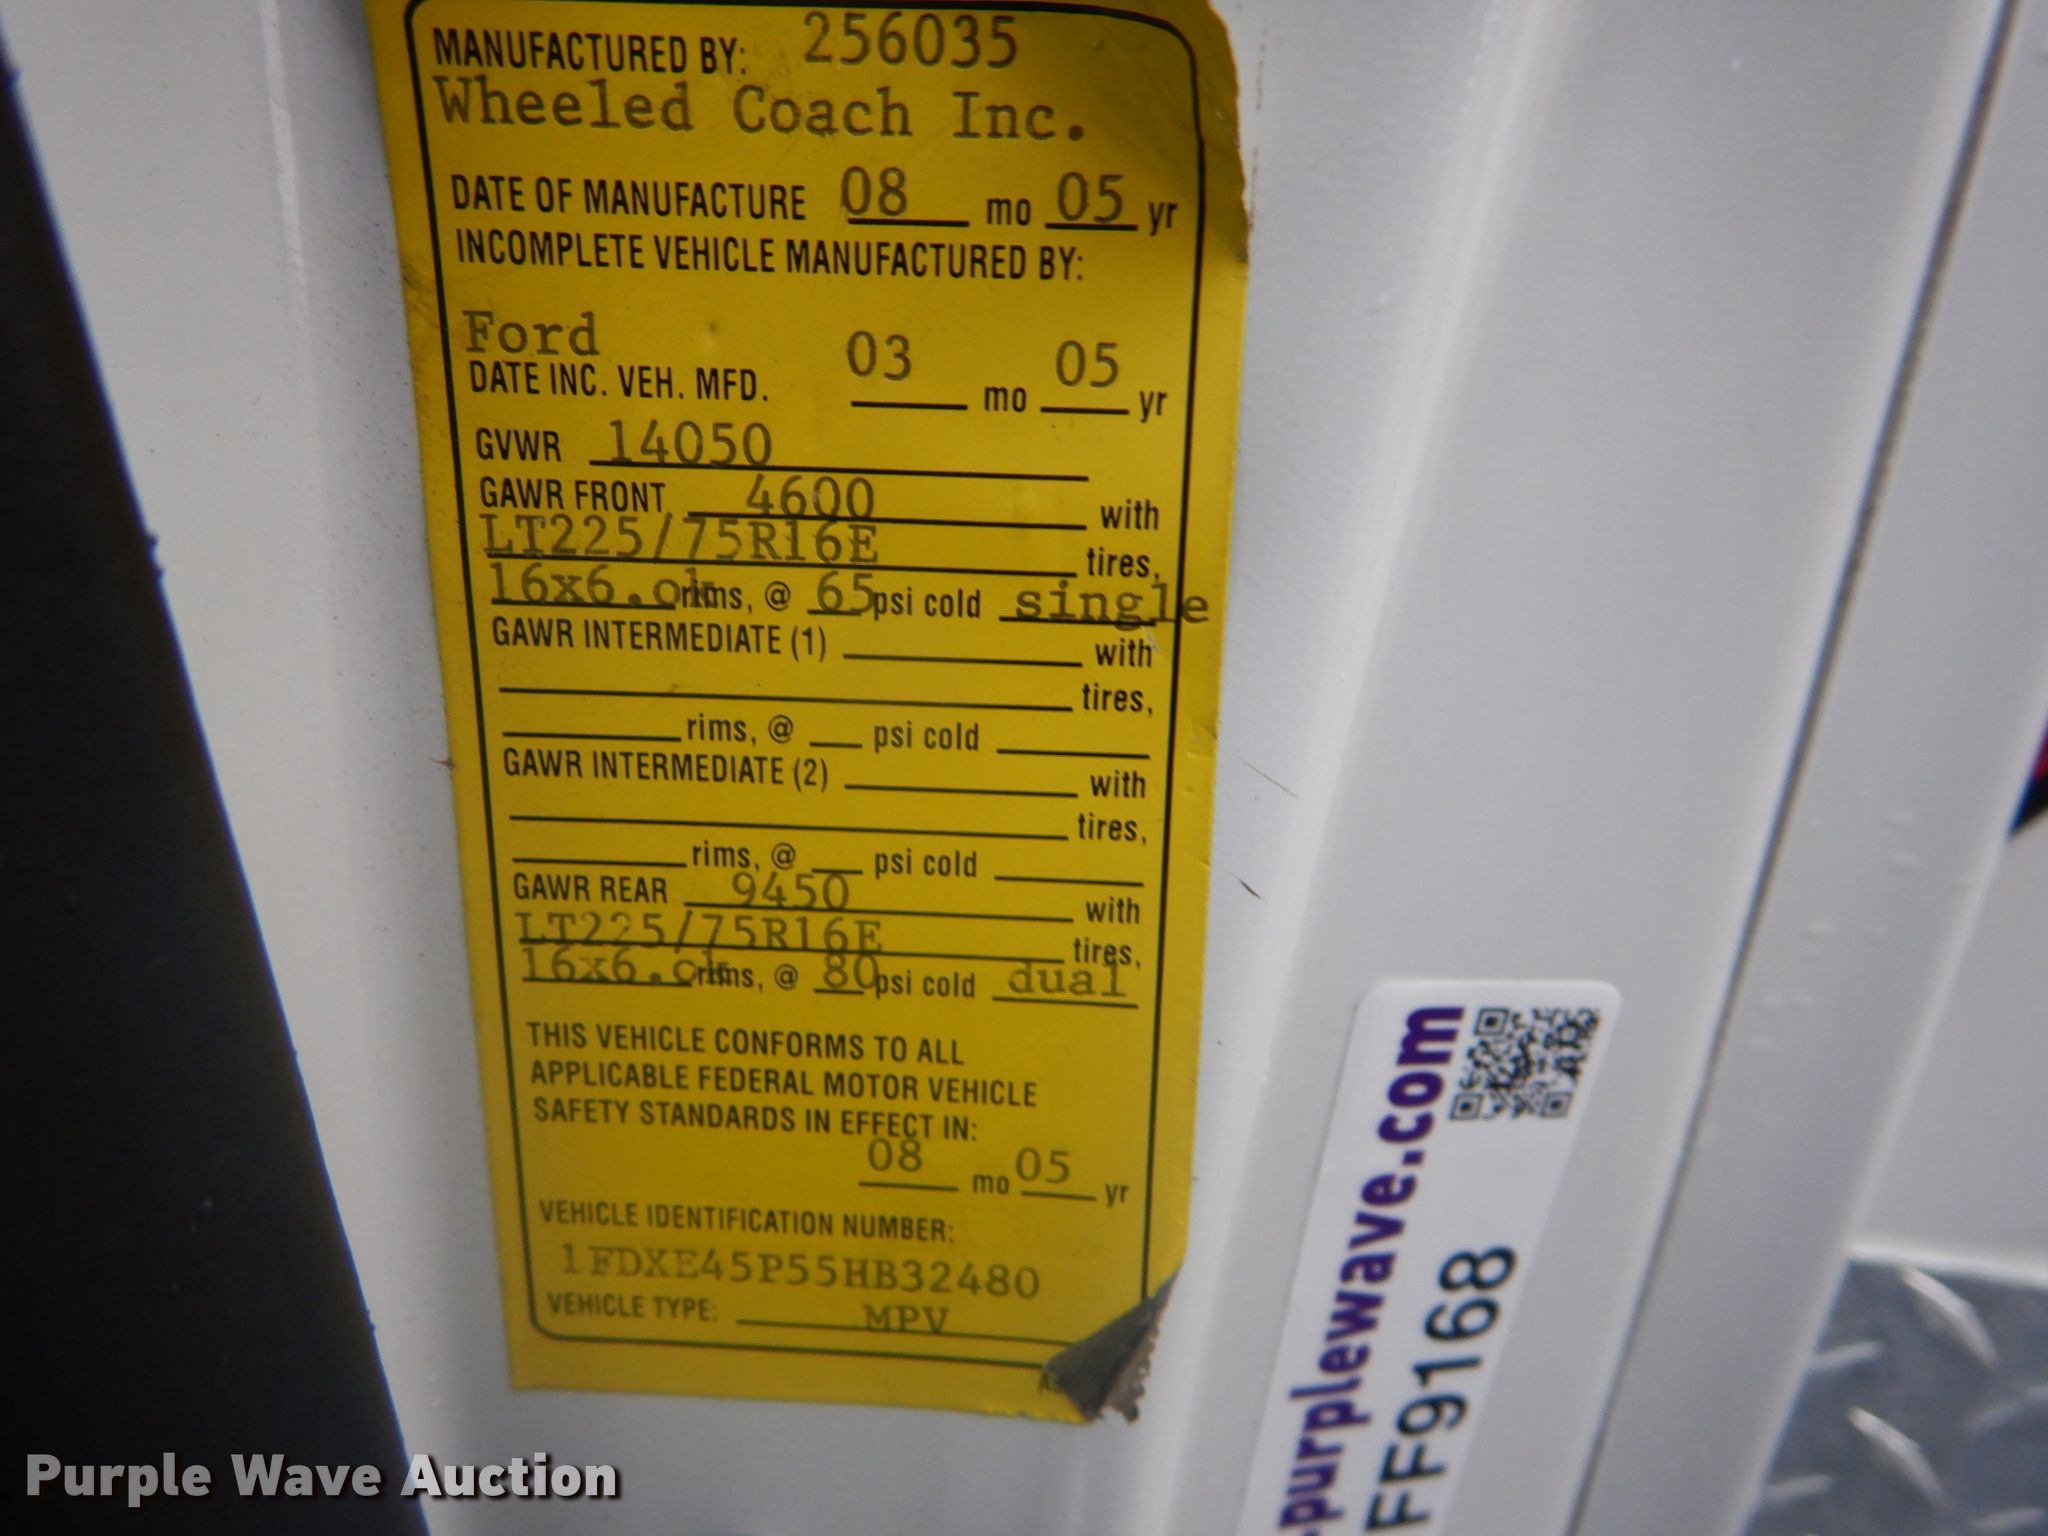 MANUFACTURED BY: 256035
Wheeled Coach Inc.
DATE OF MANUFACTURE 08 mo 05 yr
INCOMPLETE VEHICLE MANUFACTURED BY:
Ford
03 05
DATE INC. VEH. MFD. mo yr
GVWR 14050
GAWR FRONT 4600 with
LT225/75R16E tires,
16x6.0k rims, @ 65 psi cold single
GAWR INTERMEDIATE (1) with
tires,
rims, @ psi cold
GAWR INTERMEDIATE (2) with
tires,
rims, @ psi cold
GAWR REAR 9450 with
LT225/75R16E tires,
16x6.0k rims, @ 80 psi cold dual
THIS VEHICLE CONFORMS TO ALL
APPLICABLE FEDERAL MOTOR VEHICLE
SAFETY STANDARDS IN EFFECT IN:
08 mo 05 yr
VEHICLE IDENTIFICATION NUMBER:
1FDXE45P55HB32480
VEHICLE TYPE: MPV
purplewave.com
FF9168
Purple Wave Auction